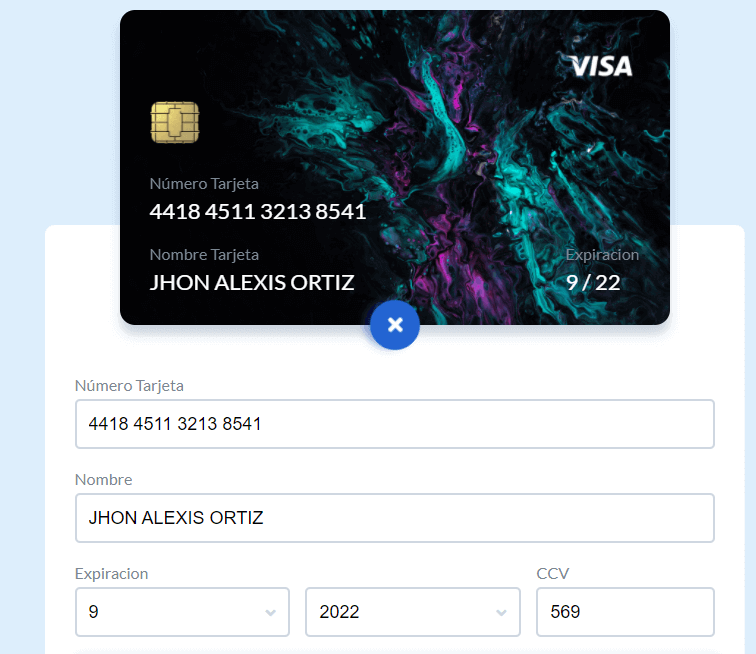 VISA
Número Tarjeta
4418 4511 3213 8541
Nombre Tarjeta
Expiracion
JHON ALEXIS ORTIZ
9 / 22
Número Tarjeta
4418 4511 3213 8541
Nombre
JHON ALEXIS ORTIZ
Expiracion
CCV
9
2022
569